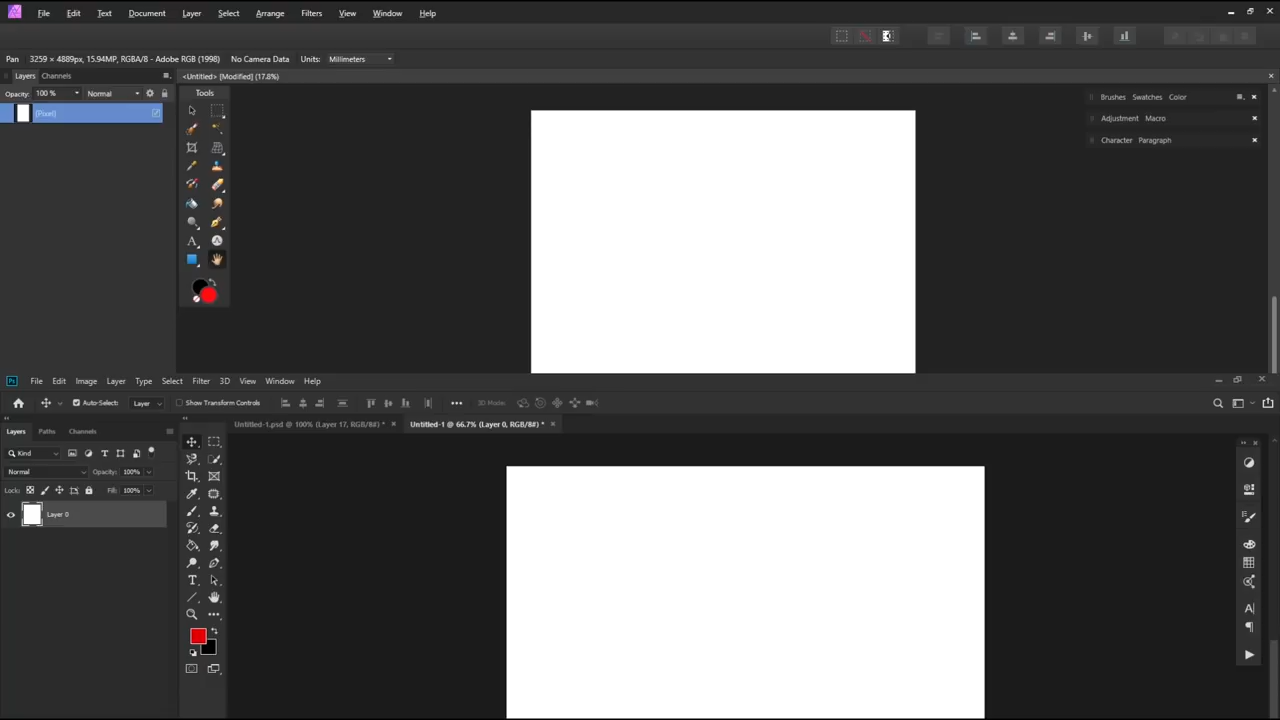 File Edit Text Document Layer Select Arrange Filters View Window Help
Pan 3259 × 4889px, 15.94MP, RGBA/8 - Adobe RGB (1998) No Camera Data Units: Millimeters
Layers Channels
<Untitled> [Modified] (17.8%)
Opacity: 100 % Normal
Tools
Brushes Swatches Color
(Pixel)
Adjustment Macro
Character Paragraph
A
Ps File Edit Image Layer Type Select Filter 3D View Window Help
Auto-Select: Layer Show Transform Controls 3D Mode:
Layers Paths Channels
Untitled-1.psd @ 100% (Layer 17, RGB/8#) * Untitled-1 @ 66.7% (Layer 0, RGB/8#) *
Kind T
Normal Opacity: 100%
Lock: Fill: 100%
Layer 0
T
A